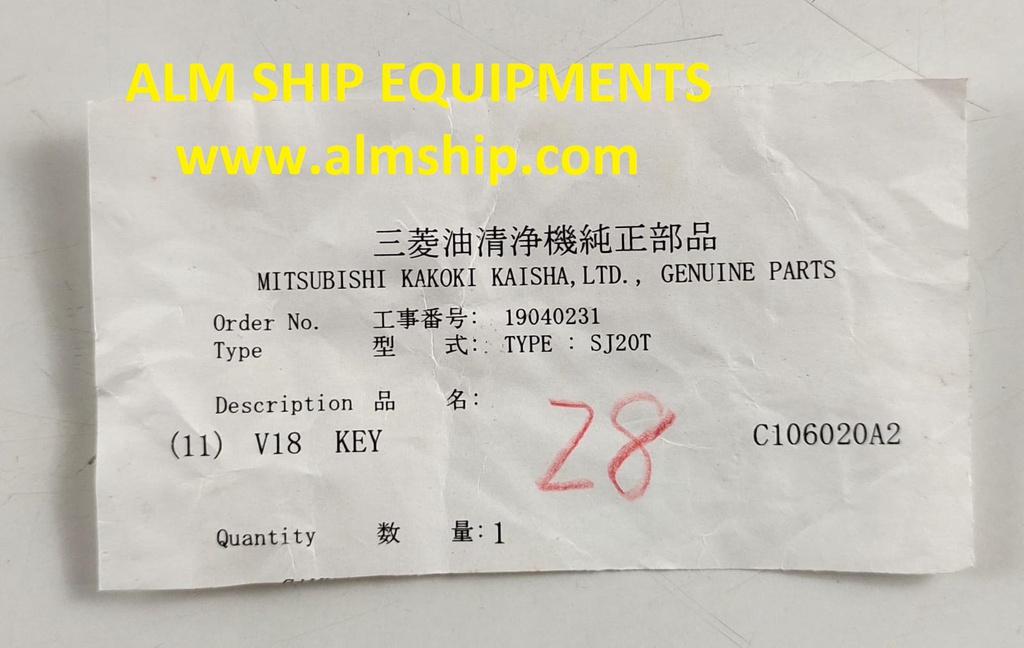 ALM SHIP EQUIPMENTS
www.almship.com
三菱油清浄機純正部品
MITSUBISHI KAKOKI KAISHA,LTD., GENUINE PARTS
Order No. 工事番号: 19040231
Type 型 式: TYPE : SJ20T
Description 品 名:
(11) V18 KEY C106020A2
28
Quantity 数 量: 1